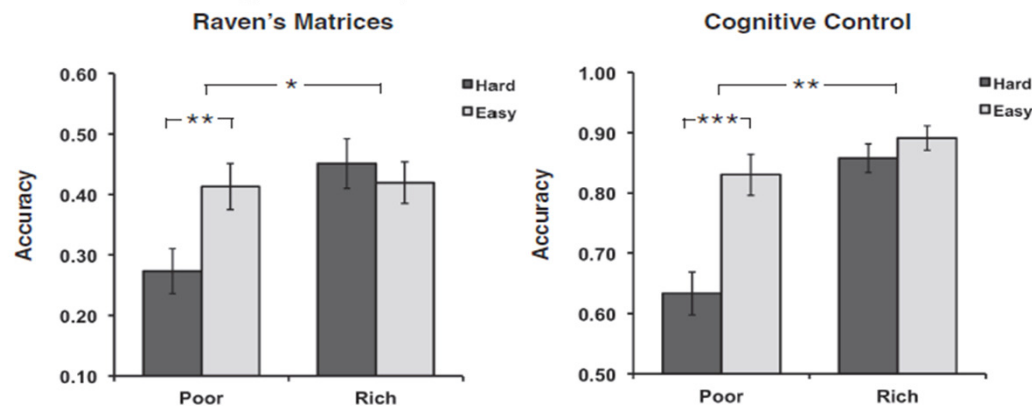 Raven's Matrices
Accuracy
0.60
0.50
0.40
0.30
0.20
0.10
*
**
Hard
Easy
Poor
Rich
Cognitive Control
Accuracy
1.00
0.90
0.80
0.70
0.60
0.50
**
***
Hard
Easy
Poor
Rich